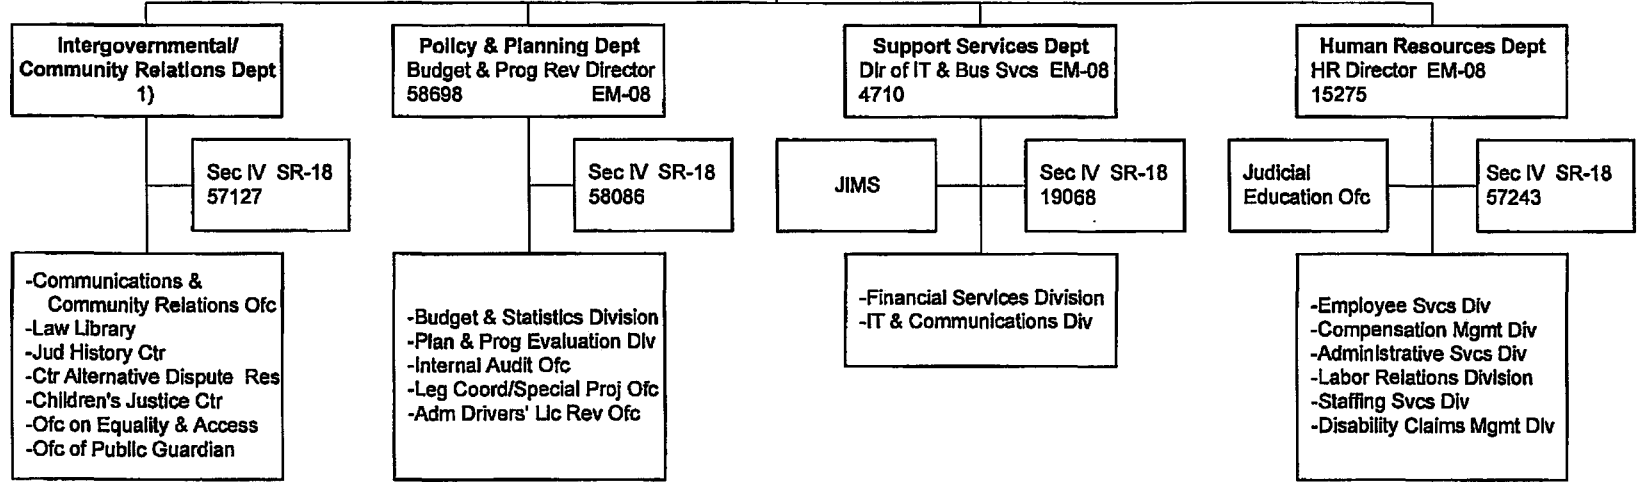 Intergovernmental/
Community Relations Dept
1)
Policy & Planning Dept
Budget & Prog Rev Director
58698 EM-08
Support Services Dept
Dir of IT & Bus Svcs EM-08
4710
Human Resources Dept
HR Director EM-08
15275
Sec IV SR-18
57127
Sec IV SR-18
58086
JIMS
Sec IV SR-18
19068
Judicial
Education Ofc
Sec IV SR-18
57243
-Communications &
Community Relations Ofc
-Law Library
-Jud History Ctr
-Ctr Alternative Dispute Res
-Children's Justice Ctr
-Ofc on Equality & Access
-Ofc of Public Guardian
-Budget & Statistics Division
-Plan & Prog Evaluation Div
-Internal Audit Ofc
-Leg Coord/Special Proj Ofc
-Adm Drivers' Lic Rev Ofc
-Financial Services Division
-IT & Communications Div
-Employee Svcs Div
-Compensation Mgmt Div
-Administrative Svcs Div
-Labor Relations Division
-Staffing Svcs Div
-Disability Claims Mgmt Div